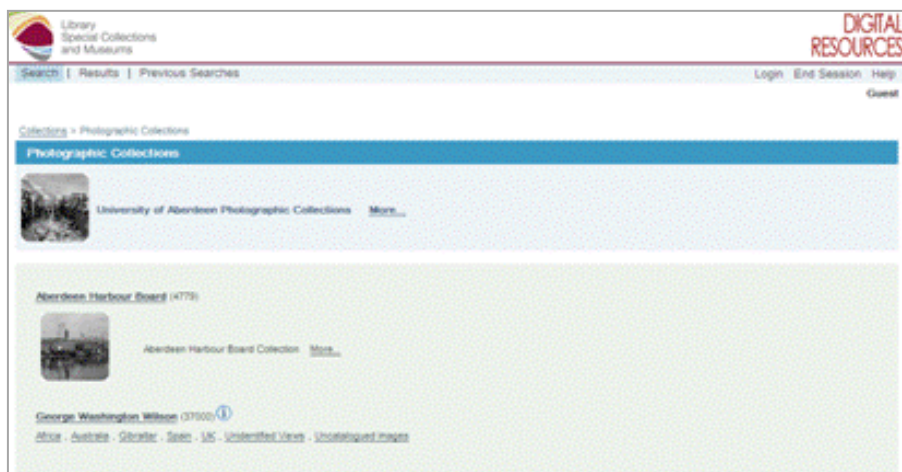 Library
Special Collections
and Museums
DIGITAL
RESOURCES
Search | Results | Previous Searches
Login End Session Help
Guest
Collections > Photographic Collections
Photographic Collections
University of Aberdeen Photographic Collections More...
Aberdeen Harbour Board (4779)
Aberdeen Harbour Board Collection More...
George Washington Wilson (37002) i
Africa . Australia . Gibraltar . Spain . UK . Unidentified Views . Uncatalogued Images